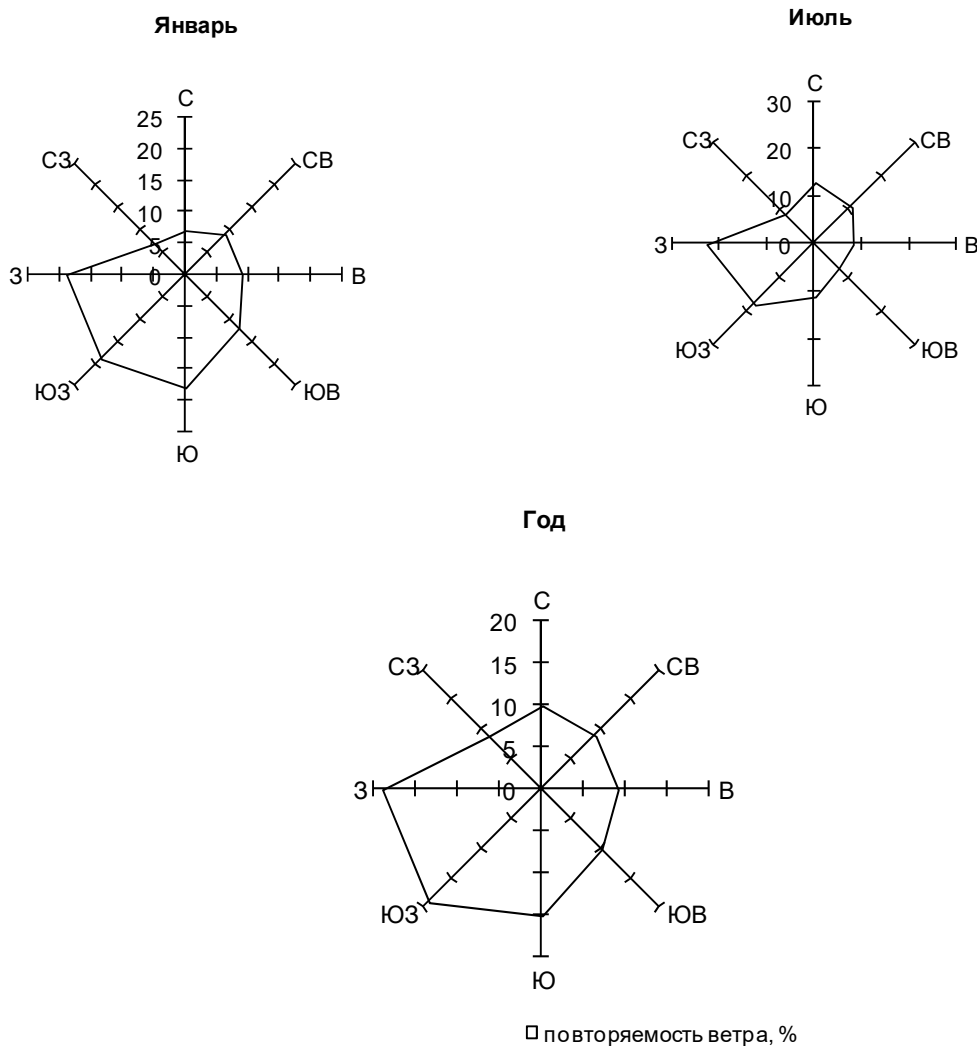 Январь
С
25
20
15
10
5
0
СЗ
СВ
З
В
ЮЗ
ЮВ
Ю
Июль
С
30
20
10
0
СЗ
СВ
З
В
ЮЗ
ЮВ
Ю
Год
С
20
15
10
5
0
СЗ
СВ
З
В
ЮЗ
ЮВ
Ю
повторяемость ветра, %